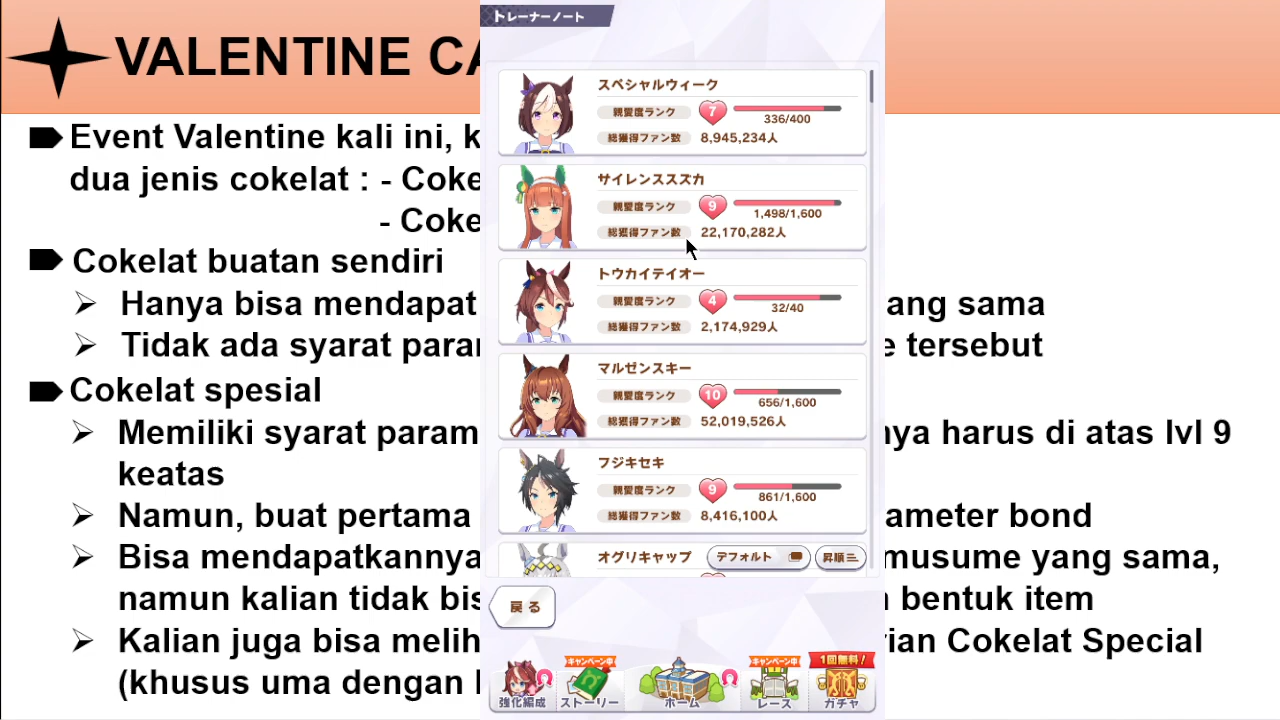 VALENTINE CA
Event Valentine kali ini, k
dua jenis cokelat : - Coke
- Coke
Cokelat buatan sendiri
Hanya bisa mendapat
ang sama
Tidak ada syarat para
e tersebut
Cokelat spesial
Memiliki syarat param
nya harus di atas lvl 9
keatas
Namun, buat pertama
ameter bond
Bisa mendapatkannya
musume yang sama,
namun kalian tidak bis
bentuk item
Kalian juga bisa melih
rian Cokelat Special
(khusus uma dengan
トレーナーノート
スペシャルウィーク
親愛度ランク 7 336/400
総獲得ファン数 8,945,234人
サイレンススズカ
親愛度ランク 9 1,498/1,600
総獲得ファン数 22,170,282人
トウカイテイオー
親愛度ランク 4 32/40
総獲得ファン数 2,174,929人
マルゼンスキー
親愛度ランク 10 656/1,600
総獲得ファン数 52,019,526人
フジキセキ
親愛度ランク 9 861/1,600
総獲得ファン数 8,416,100人
オグリキャップ
デフォルト 昇順
戻る
キャンペーン中 キャンペーン中 1回無料!
強化編成 ストーリー ホーム レース ガチャ